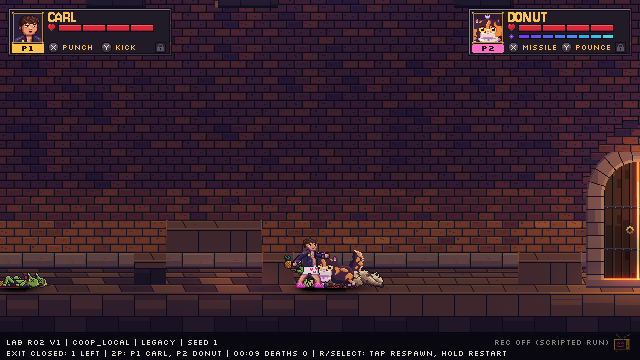 CARL
P1
X PUNCH Y KICK
DONUT
P2
X MISSILE Y POUNCE
LAB R02 V1 | COOP_LOCAL | LEGACY | SEED 1
REC OFF (SCRIPTED RUN)
EXIT CLOSED: 1 LEFT | 2P: P1 CARL, P2 DONUT | 00:09 DEATHS 0 | R/SELECT: TAP RESPAWN, HOLD RESTART